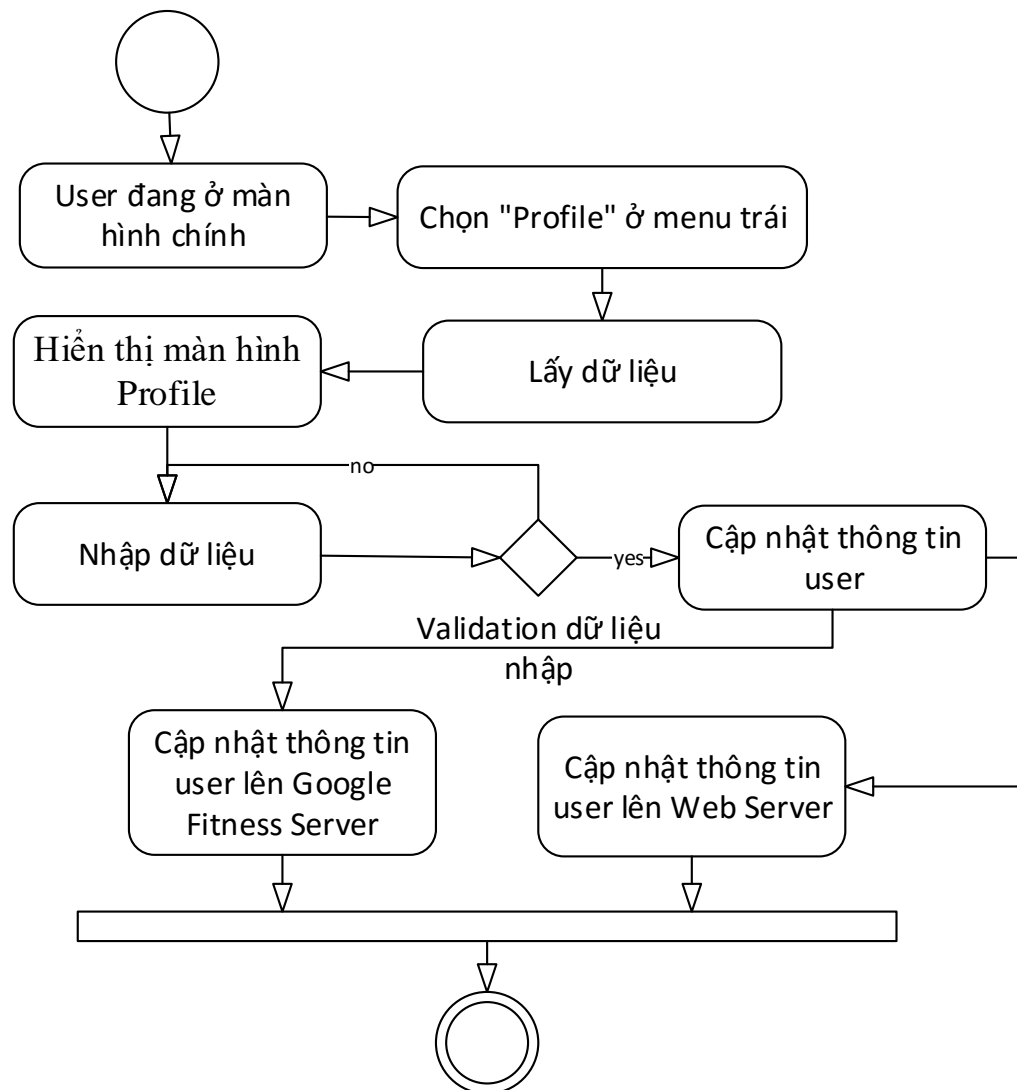 User đang ở màn
hình chính
Chọn "Profile" ở menu trái
Hiển thị màn hình
Profile
Lấy dữ liệu
no
Nhập dữ liệu
yes
Cập nhật thông tin
user
Validation dữ liệu
nhập
Cập nhật thông tin
user lên Google
Fitness Server
Cập nhật thông tin
user lên Web Server